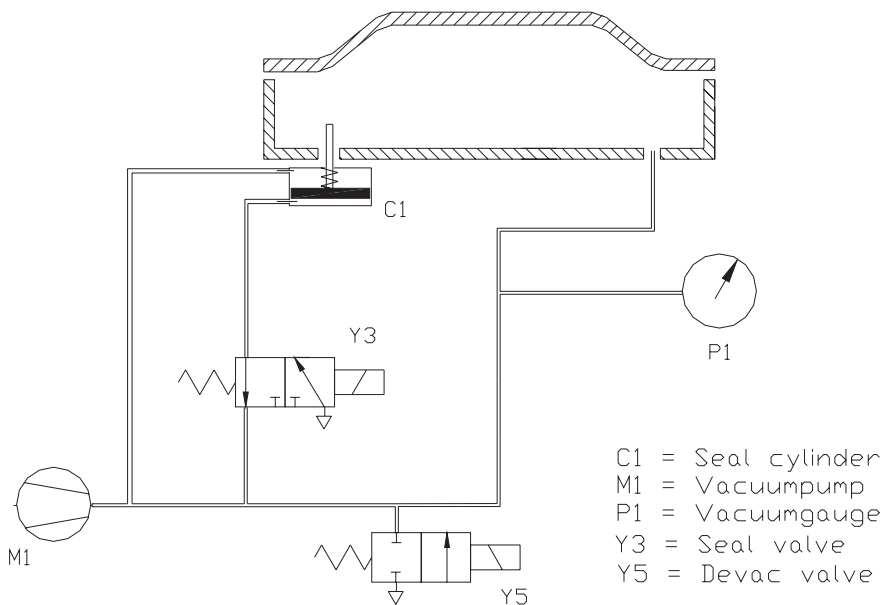 C1
Y3
P1
M1
Y5
C1 = Seal cylinder
M1 = Vacuumpump
P1 = Vacuumgauge
Y3 = Seal valve
Y5 = Devac valve